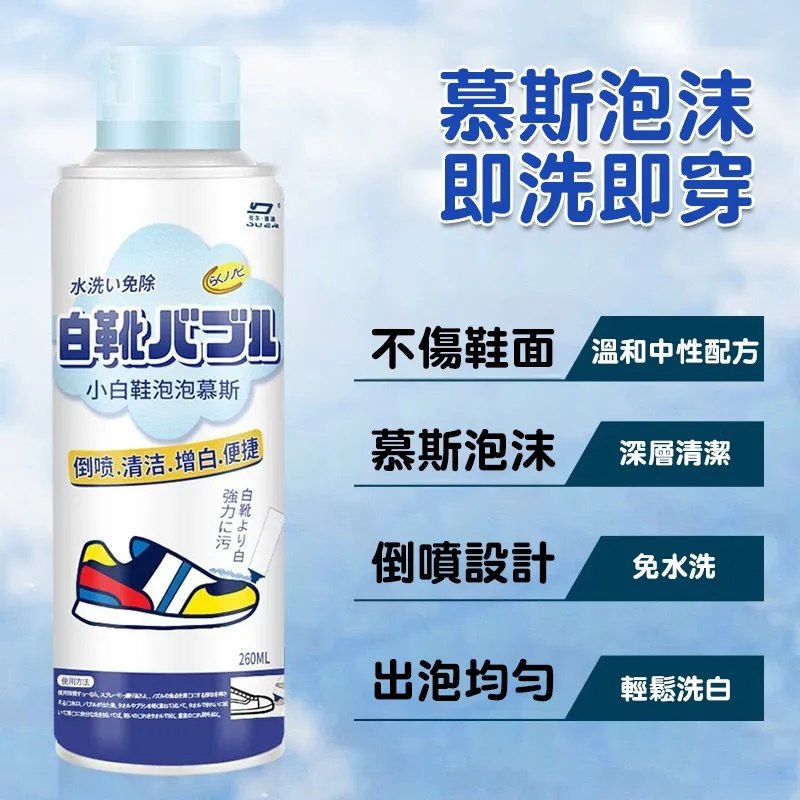 慕斯泡沫
即洗即穿
不傷鞋面 溫和中性配方
慕斯泡沫 深層清潔
倒噴設計 免水洗
出泡均勻 輕鬆洗白
DUER
水洗い免除
白靴バブル
小白鞋泡泡慕斯
倒喷.清洁.增白.便捷
白靴より白
強力に污
260ML
使用方法